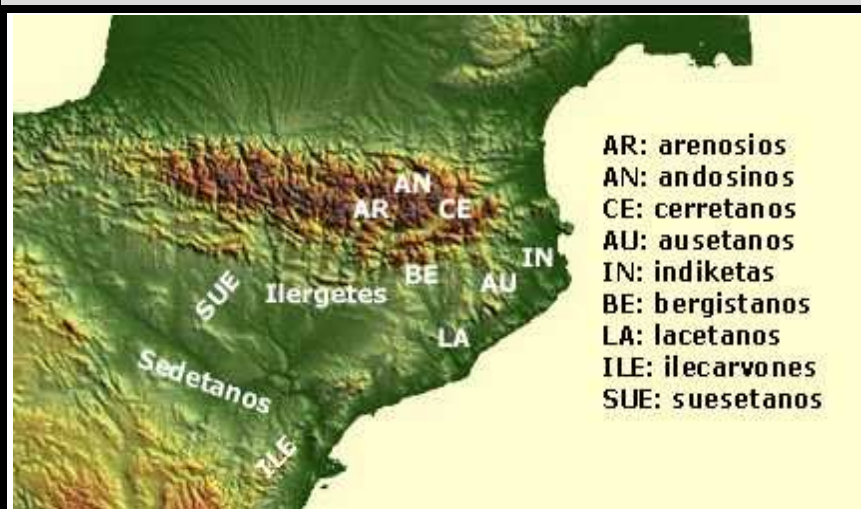 AN
AR
CE
IN
BE
AU
SUE
Ilergetes
LA
Sedetanos
ILE
AR: arenosios
AN: andosinos
CE: cerretanos
AU: ausetanos
IN: indiketas
BE: bergistanos
LA: lacetanos
ILE: ilecarvones
SUE: suesetanos